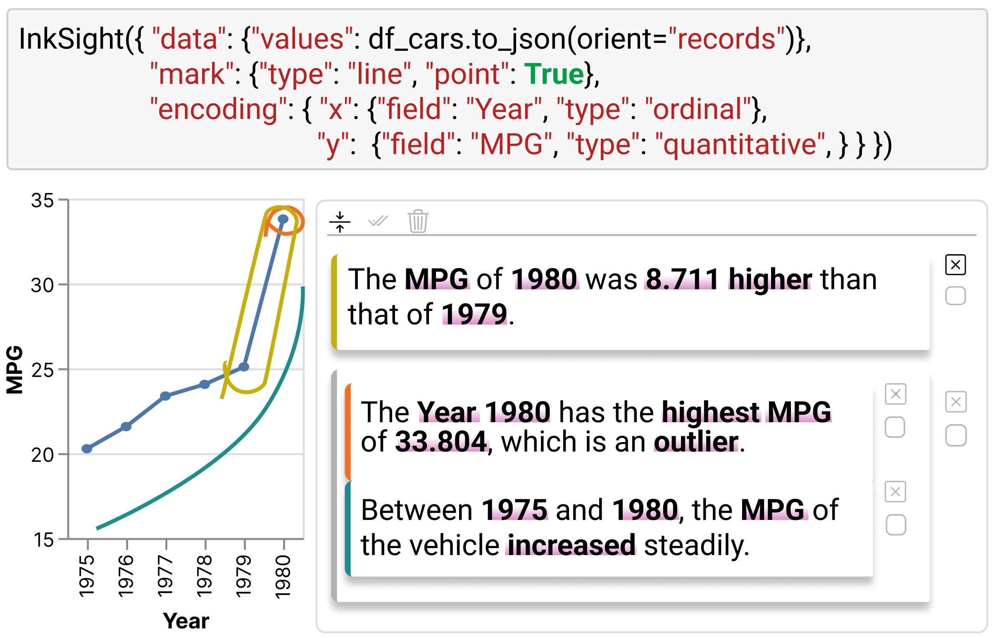 InkSight({ "data": {"values": df_cars.to_json(orient="records")},
"mark": {"type": "line", "point": True},
"encoding": { "x": {"field": "Year", "type": "ordinal"},
"y": {"field": "MPG", "type": "quantitative", } } })
35
30
25
20
15
MPG
1975
1976
1977
1978
1979
1980
Year
The MPG of 1980 was 8.711 higher than
that of 1979.
The Year 1980 has the highest MPG
of 33.804, which is an outlier.
Between 1975 and 1980, the MPG of
the vehicle increased steadily.